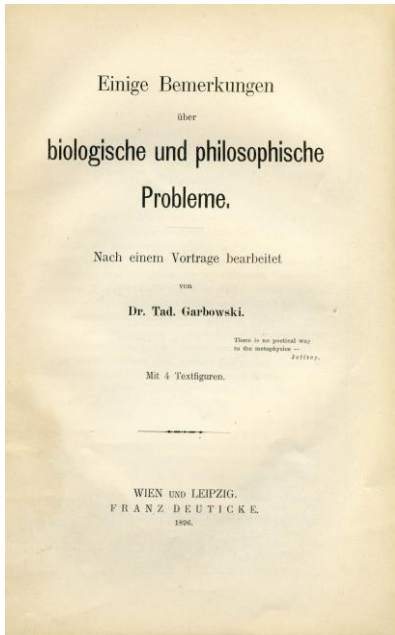 Einige Bemerkungen
über
biologische und philosophische
Probleme.
Nach einem Vortrage bearbeitet
von
Dr. Tad. Garbowski.
There is no poetical way
to the metaphysics —
Jeffrey.
Mit 4 Textfiguren.
WIEN UND LEIPZIG.
FRANZ DEUTICKE.
1896.